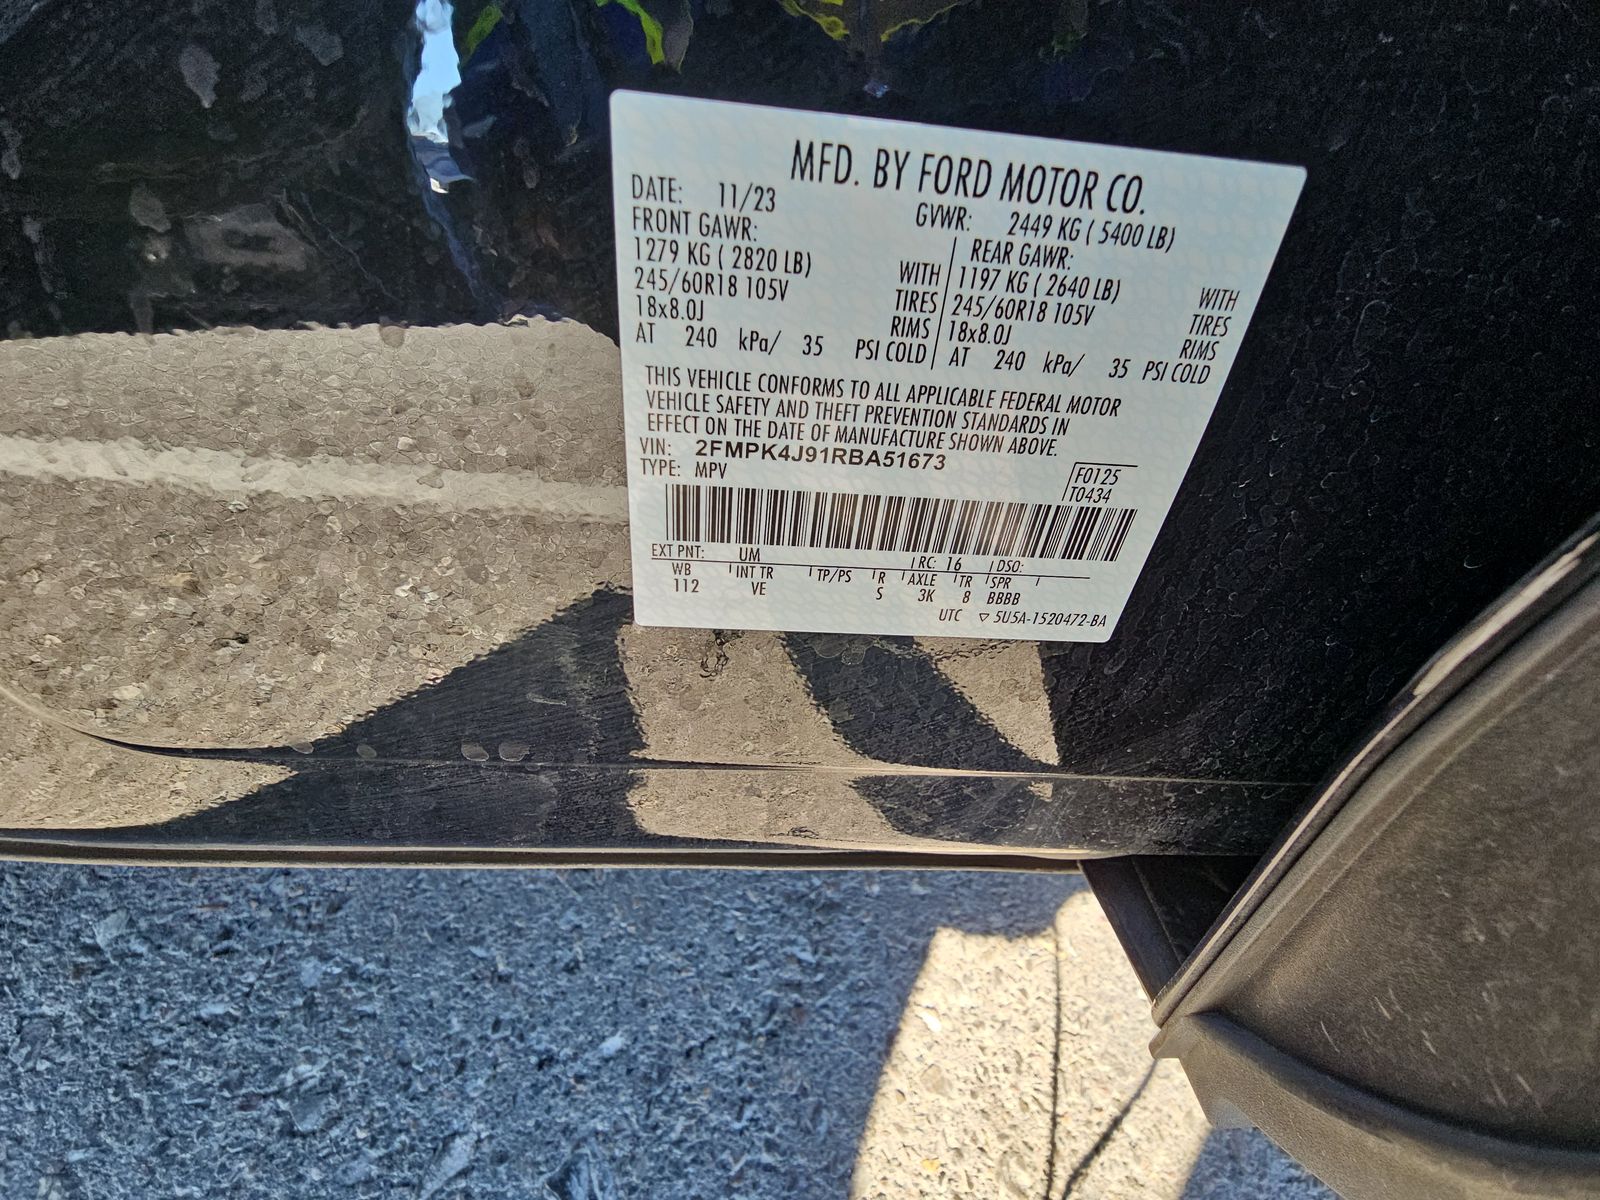 MFD. BY FORD MOTOR CO.
DATE: 11/23 GVWR: 2449 KG ( 5400 LB)
FRONT GAWR: REAR GAWR:
1279 KG ( 2820 LB) WITH 1197 KG ( 2640 LB) WITH
245/60R18 105V TIRES 245/60R18 105V TIRES
18x8.0J RIMS 18x8.0J RIMS
AT 240 kPa/ 35 PSI COLD AT 240 kPa/ 35 PSI COLD
THIS VEHICLE CONFORMS TO ALL APPLICABLE FEDERAL MOTOR
VEHICLE SAFETY AND THEFT PREVENTION STANDARDS IN
EFFECT ON THE DATE OF MANUFACTURE SHOWN ABOVE.
VIN: 2FMPK4J91RBA51673
TYPE: MPV
F0125
T0434
EXT PNT: UM RC: 16 DSO:
WB INT TR TP/PS R AXLE TR SPR
112 VE S 3K 8 BBBB
UTC ▽ 5U5A-1520472-BA